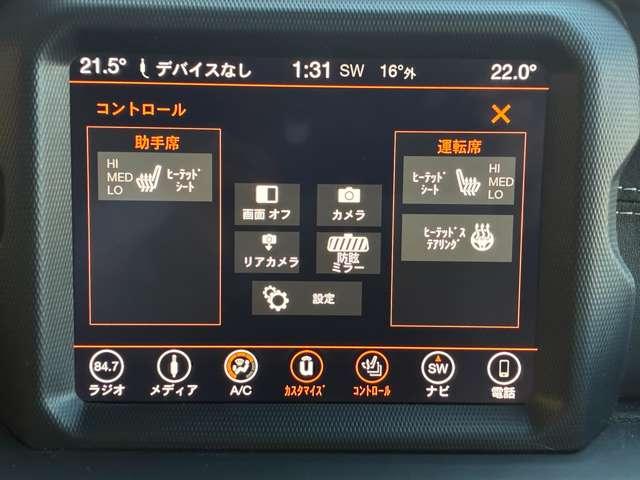 21.5° デバイスなし 1:31 SW 16°外 22.0°
コントロール
助手席
HI
MED
LO
ﾋｰﾃｯﾄﾞ
ｼｰﾄ
画面 オフ
カメラ
リアカメラ
防眩
ミラー
設定
運転席
ﾋｰﾃｯﾄﾞ
ｼｰﾄ
HI
MED
LO
ﾋｰﾃｯﾄﾞｽ
ﾃｱﾘﾝｸﾞ
84.7
ラジオ
メディア
A/C
ｶｽﾀﾏｲｽﾞ
ｺﾝﾄﾛｰﾙ
SW
ナビ
電話